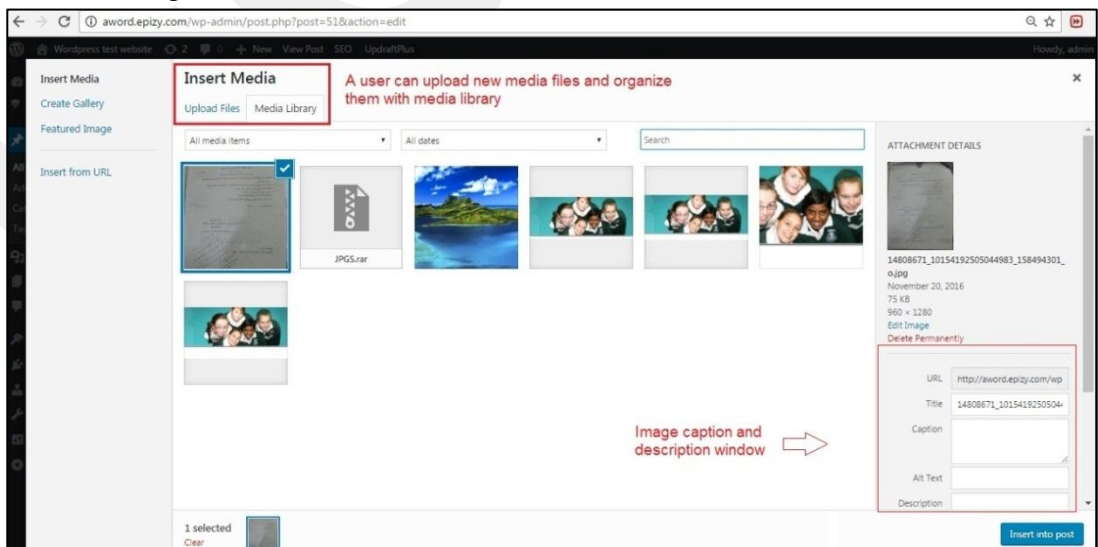 aword.epizy.com/wp-admin/post.php?post=51&action=edit
Wordpress test website 2 0 + New View Post SEO UpdraftPlus Howdy, admin
Insert Media
Create Gallery
Featured Image
Insert from URL
Insert Media
Upload Files Media Library
A user can upload new media files and organize
them with media library
All media items All dates Search
JPGS.rar
ATTACHMENT DETAILS
14808671_10154192505044983_158494301_
o.jpg
November 20, 2016
75 KB
960 × 1280
Edit Image
Delete Permanently
URL http://aword.epizy.com/wp
Title 14808671_1015419250504
Caption
Alt Text
Description
Image caption and
description window
1 selected
Clear
Insert into post